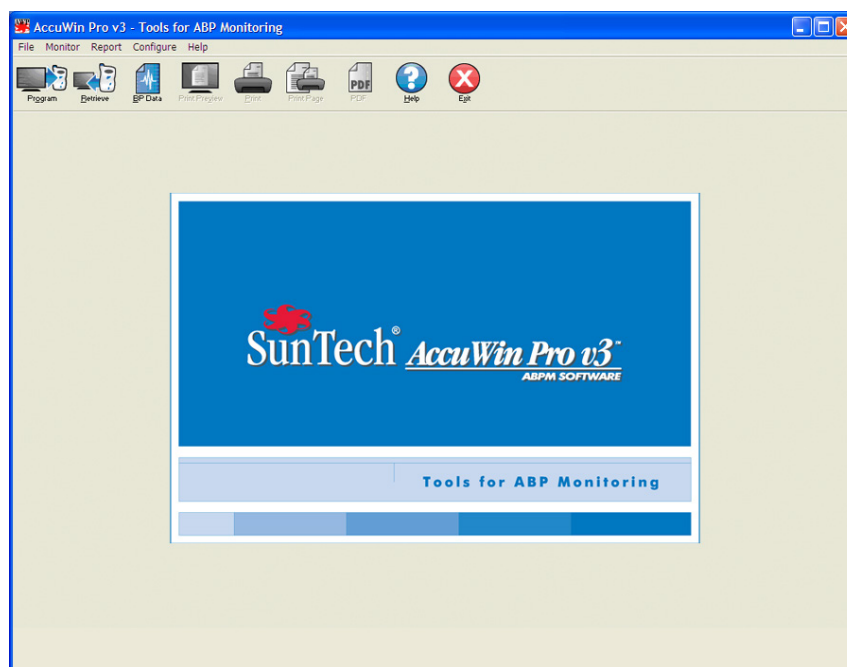 AccuWin Pro v3 - Tools for ABP Monitoring
File Monitor Report Configure Help
Program Retrieve BP Data Print Preview Print Print Page PDF Help Exit
PDF
SunTech® AccuWin Pro v3™
ABPM SOFTWARE
Tools for ABP Monitoring